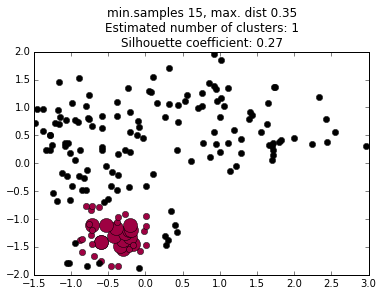 min.samples 15, max. dist 0.35
Estimated number of clusters: 1
Silhouette coefficient: 0.27
2.0
1.5
1.0
0.5
0.0
−0.5
−1.0
−1.5
−2.0
−1.5 −1.0 −0.5 0.0 0.5 1.0 1.5 2.0 2.5 3.0